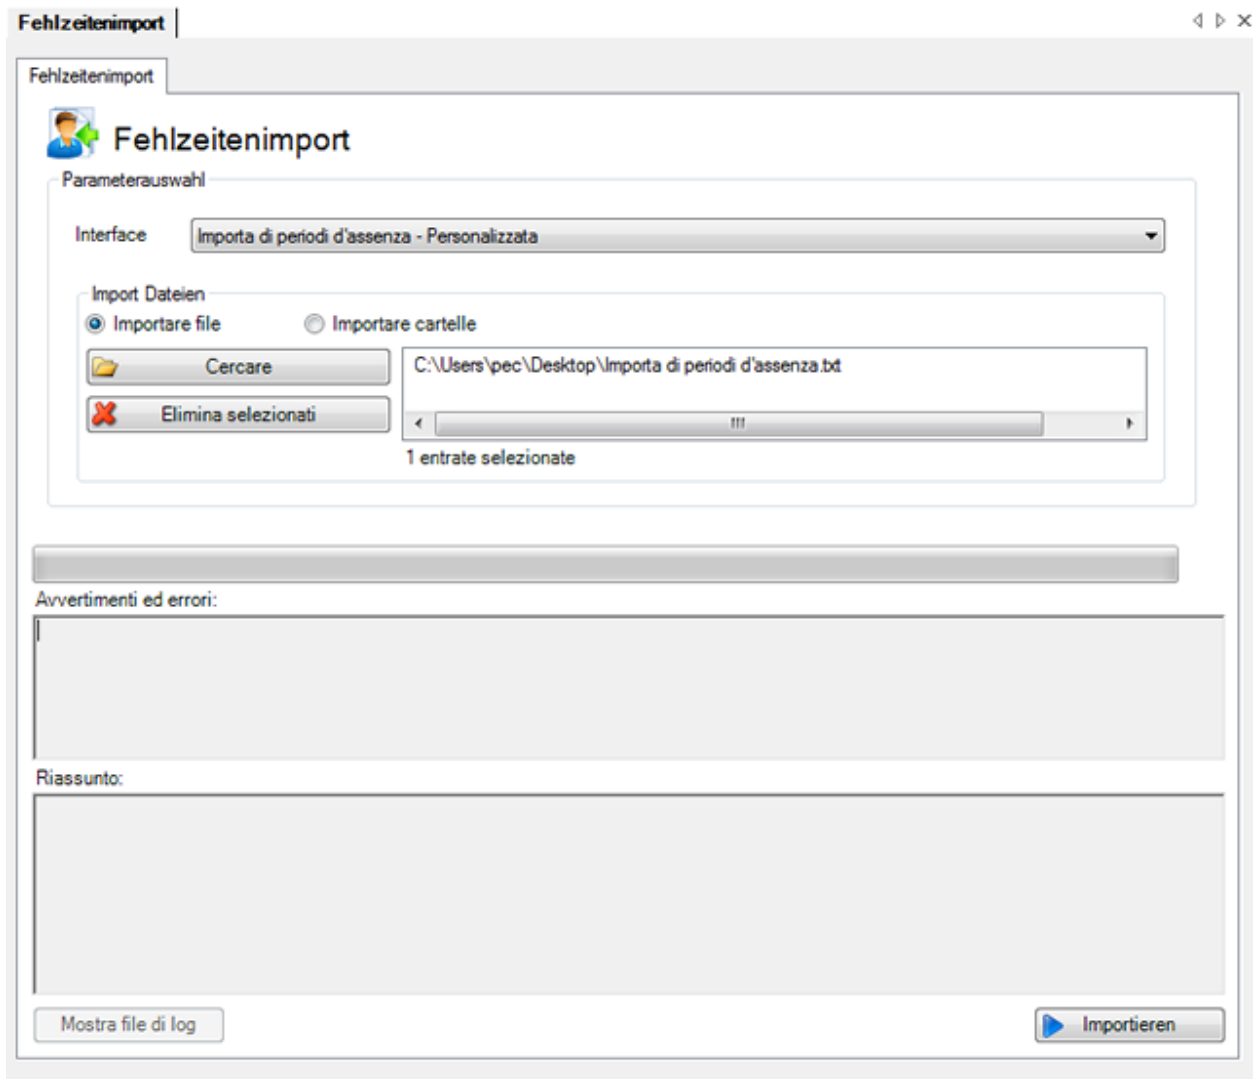 Fehlzeitenimport
Fehlzeitenimport
Fehlzeitenimport
Parameterauswahl
Interface Importa di periodi d'assenza - Personalizzata
Import Dateien
Importare file Importare cartelle
Cercare C:\Users\pec\Desktop\Importa di periodi d'assenza.txt
Elimina selezionati
1 entrate selezionate
Avvertimenti ed errori:
Riassunto:
Mostra file di log Importieren